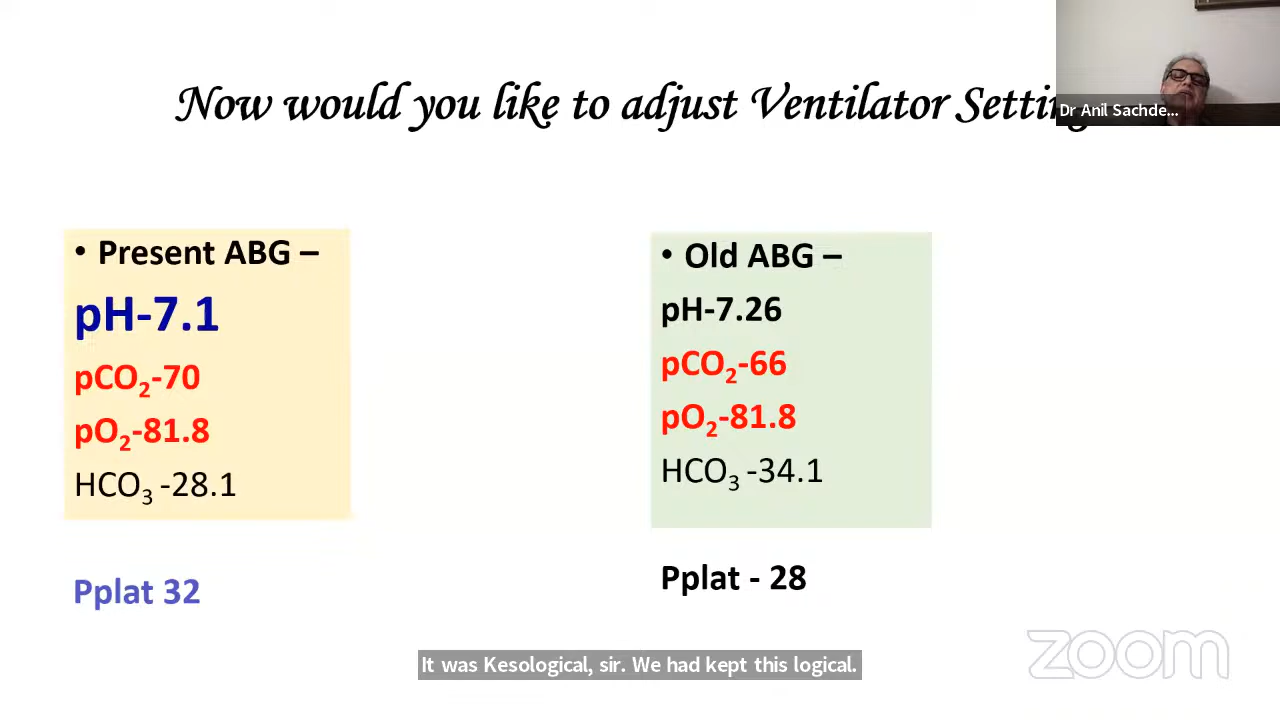 Now would you like to adjust Ventilator Setting
Dr Anil Sachde...
• Present ABG –
pH-7.1
pCO₂-70
pO₂-81.8
HCO₃ -28.1
Pplat 32
• Old ABG –
pH-7.26
pCO₂-66
pO₂-81.8
HCO₃ -34.1
Pplat - 28
It was Kesological, sir. We had kept this logical.
zoom